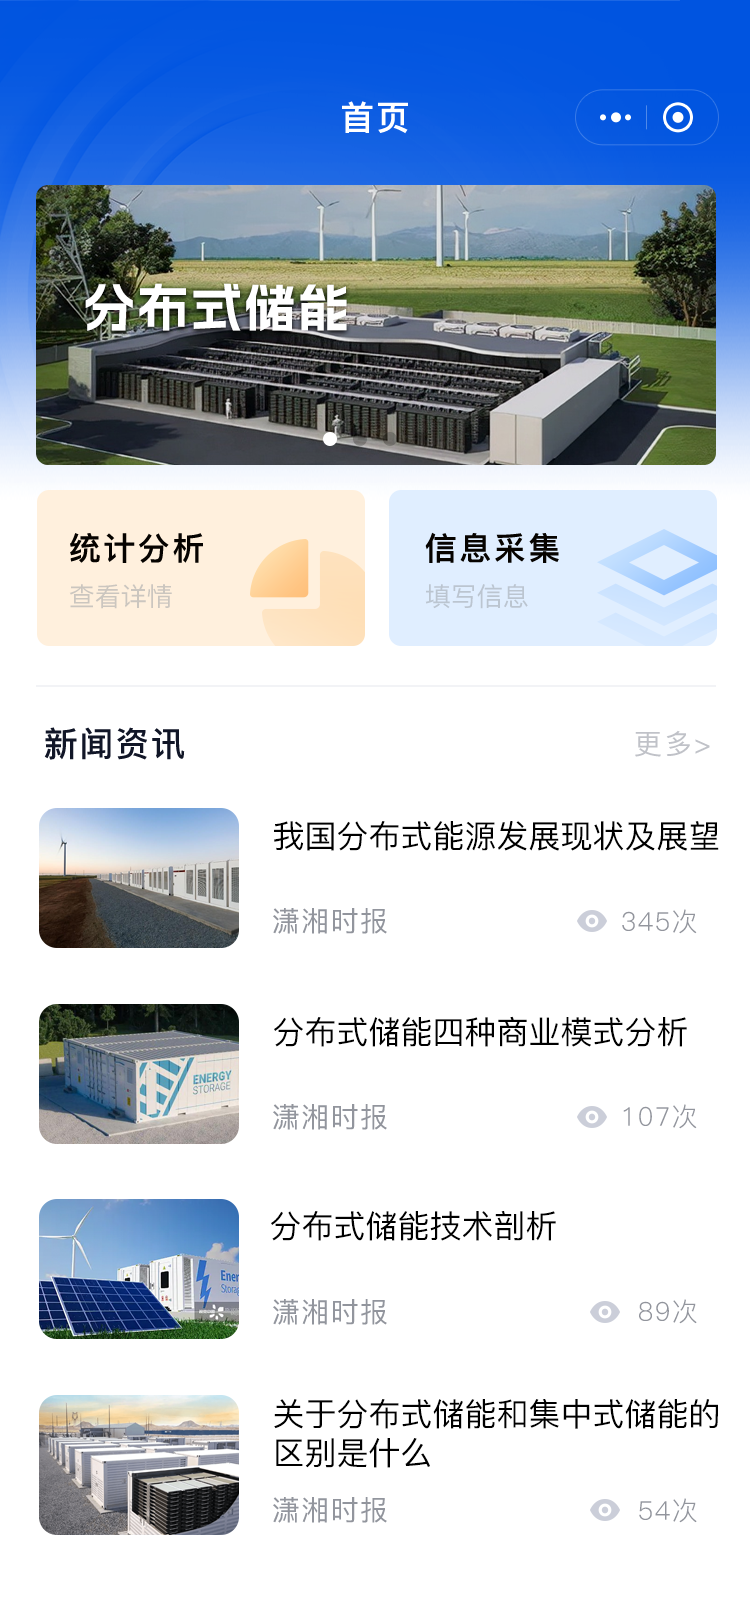 首页
分布式储能
统计分析
查看详情
信息采集
填写信息
新闻资讯
更多>
我国分布式能源发展现状及展望
潇湘时报
345次
ENERGY
STORAGE
分布式储能四种商业模式分析
潇湘时报
107次
Ener
Storag
分布式储能技术剖析
潇湘时报
89次
关于分布式储能和集中式储能的
区别是什么
潇湘时报
54次